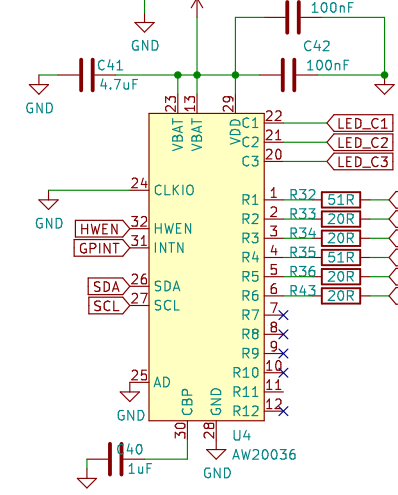 100nF
GND
C42
C41
100nF
4.7uF
GND
23
13
29
VBAT
VBAT
VDD
C1
22
LED_C1
C2
21
LED_C2
C3
20
LED_C3
24
CLKIO
GND
R1
1
R32
51R
R2
2
R33
20R
32
HWEN
HWEN
R3
3
R34
20R
31
GPINT
INTN
R4
4
R35
51R
R5
5
R36
20R
26
SDA
SDA
R6
6
R43
20R
27
SCL
SCL
R7
7
R8
8
R9
9
R10
10
25
AD
R11
11
GND
R12
12
CBP
GND
30
28
U4
C40
AW20036
1uF
GND